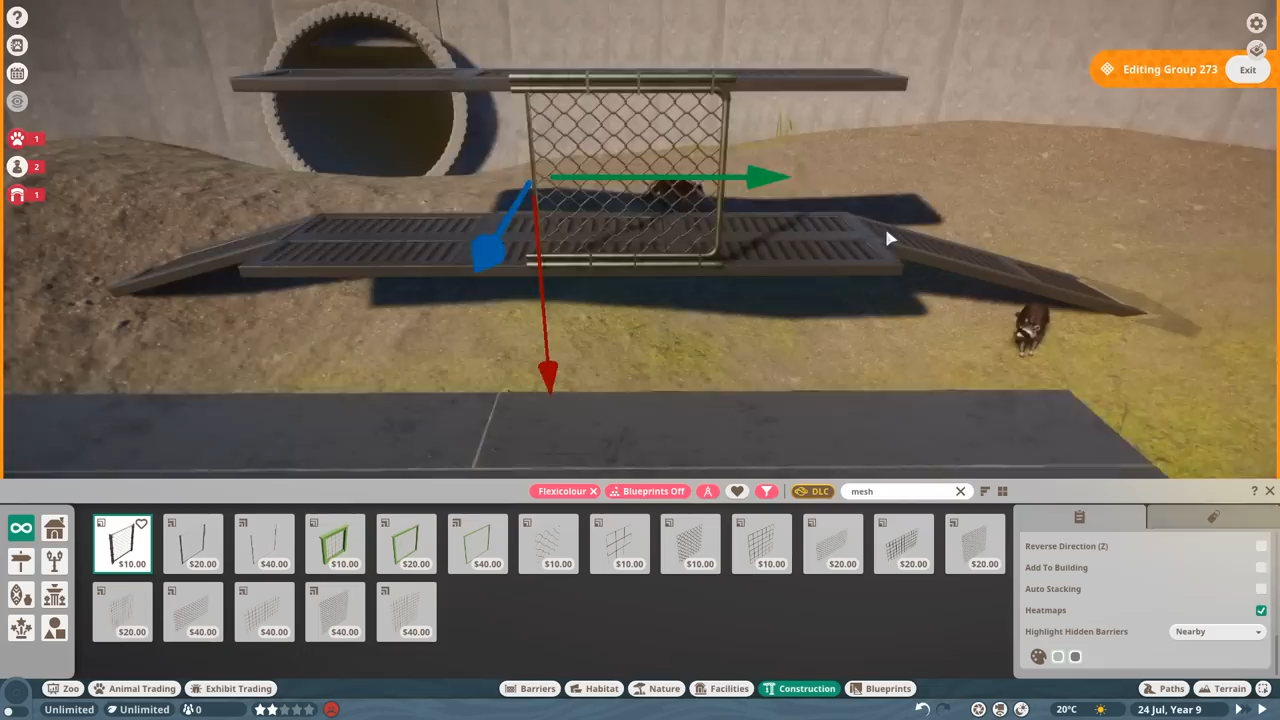 ?
Editing Group 273
Exit
1
2
1
Flexicolour ✕
Blueprints Off
DLC
mesh
? ✕
$10.00
$20.00
$40.00
$10.00
$20.00
$40.00
$10.00
$10.00
$10.00
$10.00
$20.00
$20.00
$20.00
$20.00
$40.00
$40.00
$40.00
$40.00
Reverse Direction (Z)
Add To Building
Auto Stacking
Heatmaps
Highlight Hidden Barriers
Nearby
Zoo
Animal Trading
Exhibit Trading
Barriers
Habitat
Nature
Facilities
Construction
Blueprints
Paths
Terrain
Unlimited
Unlimited
0
20°C
24 Jul, Year 9